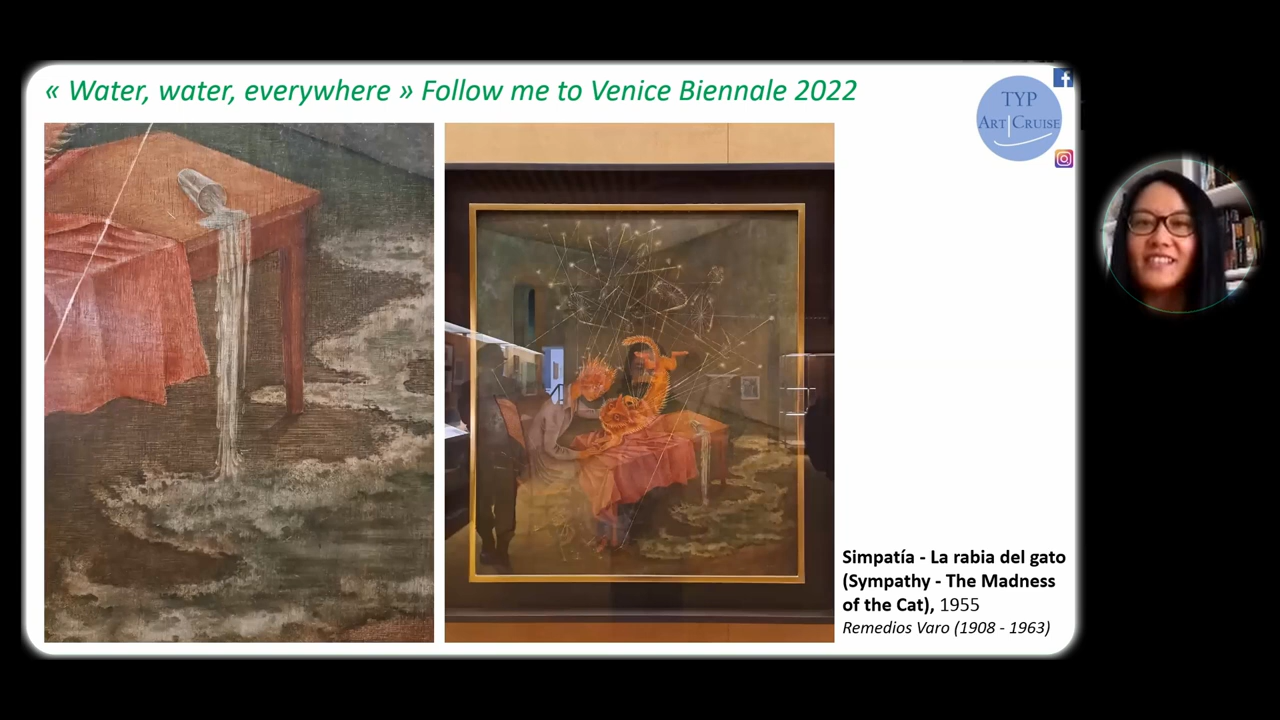 « Water, water, everywhere » Follow me to Venice Biennale 2022
TYP
ART|CRUISE
Simpatía - La rabia del gato
(Sympathy - The Madness
of the Cat), 1955
Remedios Varo (1908 - 1963)